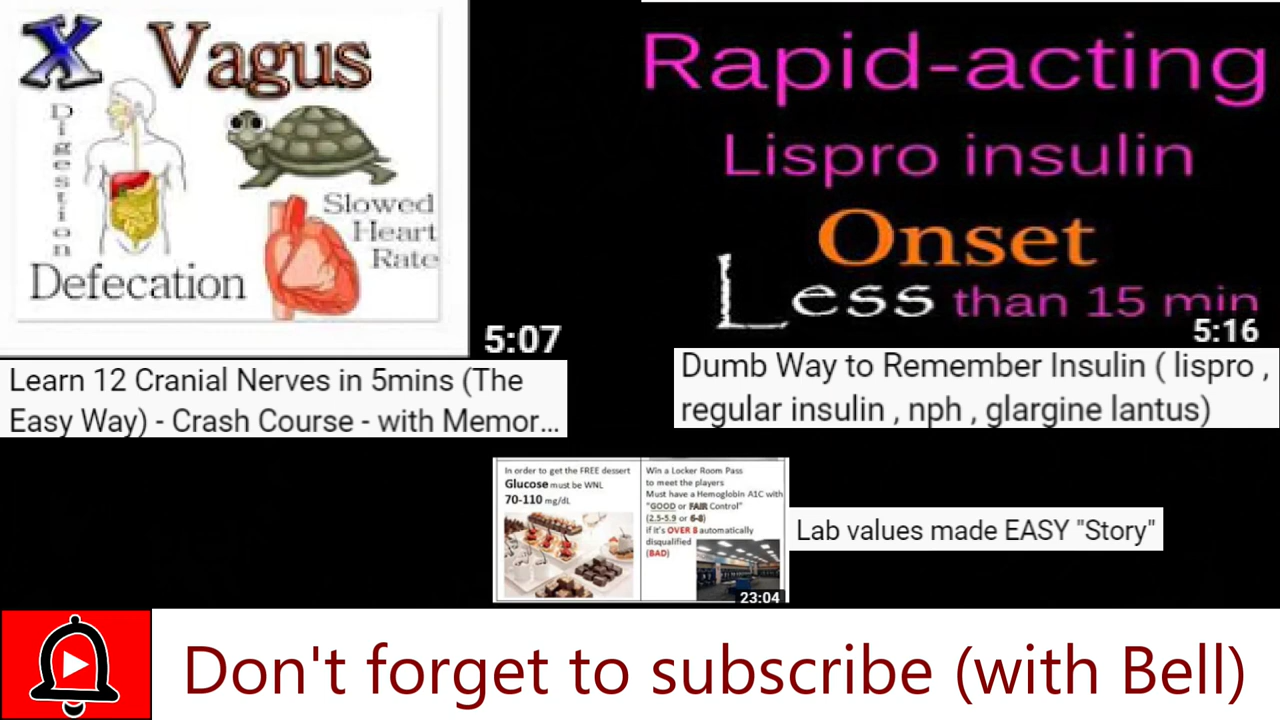 X Vagus
Digestion
Slowed
Heart
Rate
Defecation
5:07
Learn 12 Cranial Nerves in 5mins (The
Easy Way) - Crash Course - with Memor...
Rapid-acting
Lispro insulin
Onset
Less than 15 min
5:16
Dumb Way to Remember Insulin ( lispro ,
regular insulin , nph , glargine lantus)
In order to get the FREE dessert
Glucose must be WNL
70-110 mg/dL
Win a Locker Room Pass
to meet the players
Must have a Hemoglobin A1C with
"GOOD or FAIR Control"
(2.5-5.9 or 6-8)
if it's OVER 8 automatically
disqualified
(BAD)
23:04
Lab values made EASY "Story"
Don't forget to subscribe (with Bell)